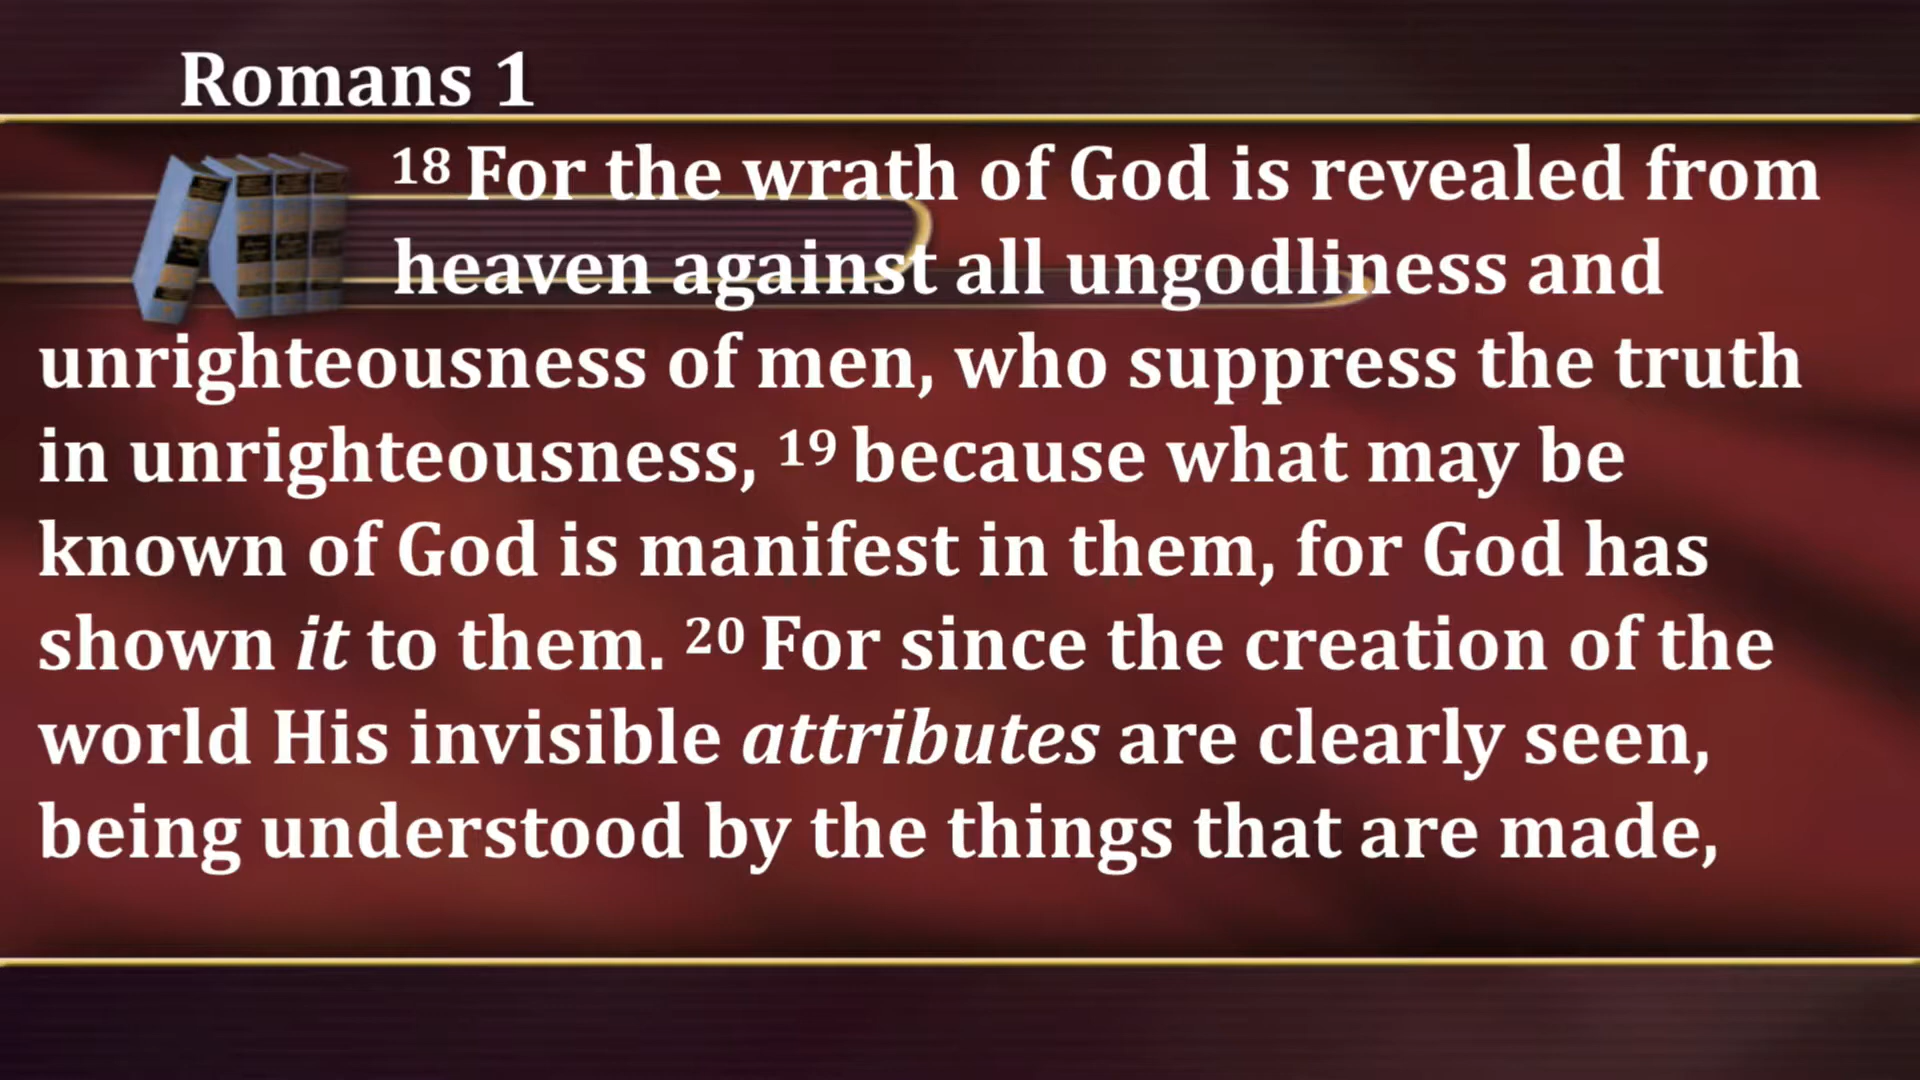 Romans 1
18 For the wrath of God is revealed from
heaven against all ungodliness and
unrighteousness of men, who suppress the truth
in unrighteousness, 19 because what may be
known of God is manifest in them, for God has
shown it to them. 20 For since the creation of the
world His invisible attributes are clearly seen,
being understood by the things that are made,